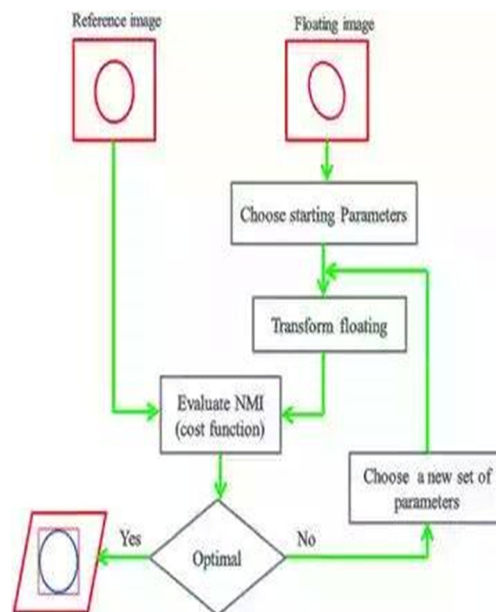 Reference image
Floating image
Choose starting Parameters
Transform floating
Evaluate NMI
(cost function)
Choose a new set of
parameters
Yes
Optimal
No